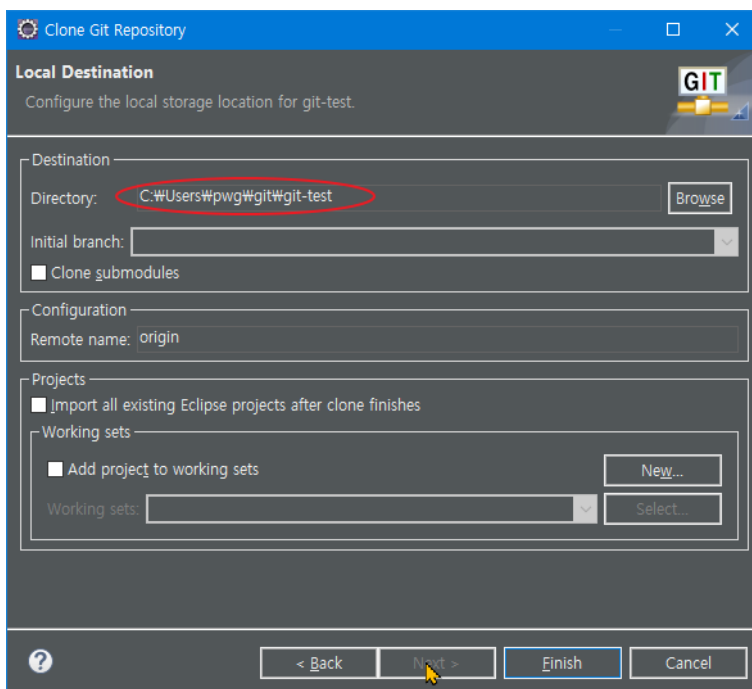 Clone Git Repository
Local Destination
GIT
Configure the local storage location for git-test.
Destination
Directory: C:₩Users₩pwg₩git₩git-test Browse
Initial branch:
Clone submodules
Configuration
Remote name: origin
Projects
Import all existing Eclipse projects after clone finishes
Working sets
Add project to working sets New...
Working sets: Select...
? < Back Next > Finish Cancel